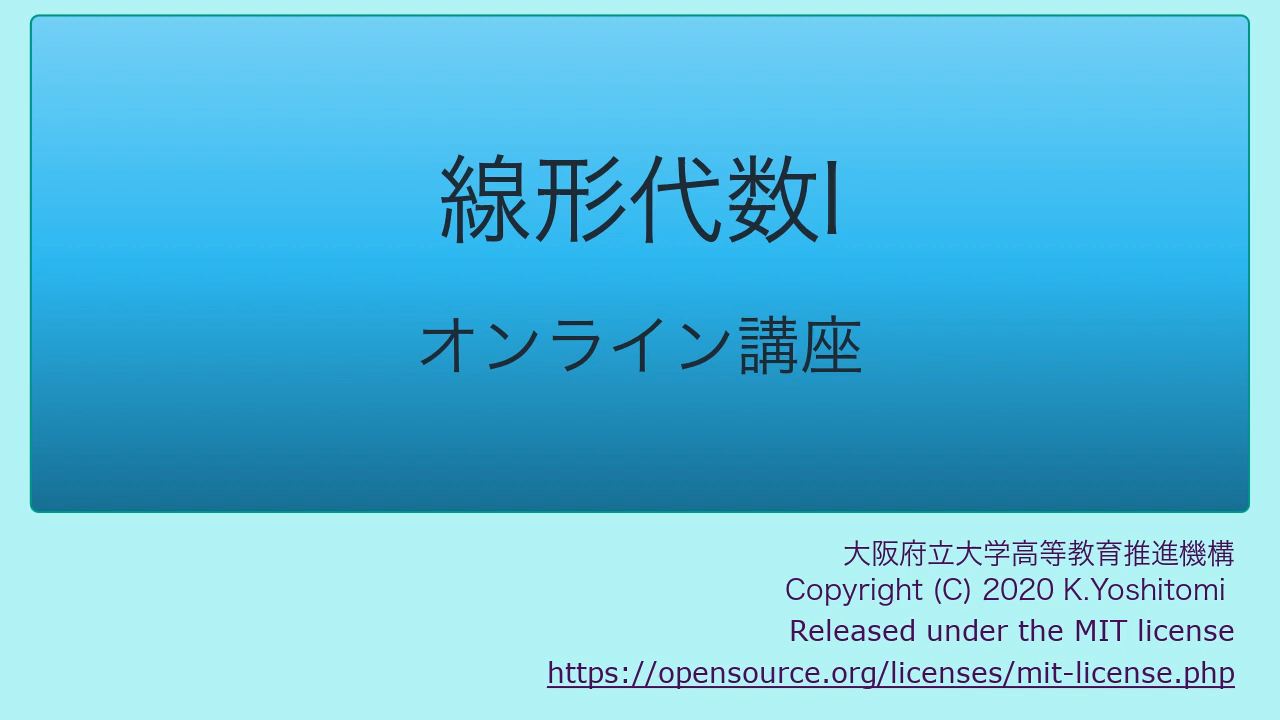 線形代数I
オンライン講座
大阪府立大学高等教育推進機構
Copyright (C) 2020 K.Yoshitomi
Released under the MIT license
https://opensource.org/licenses/mit-license.php